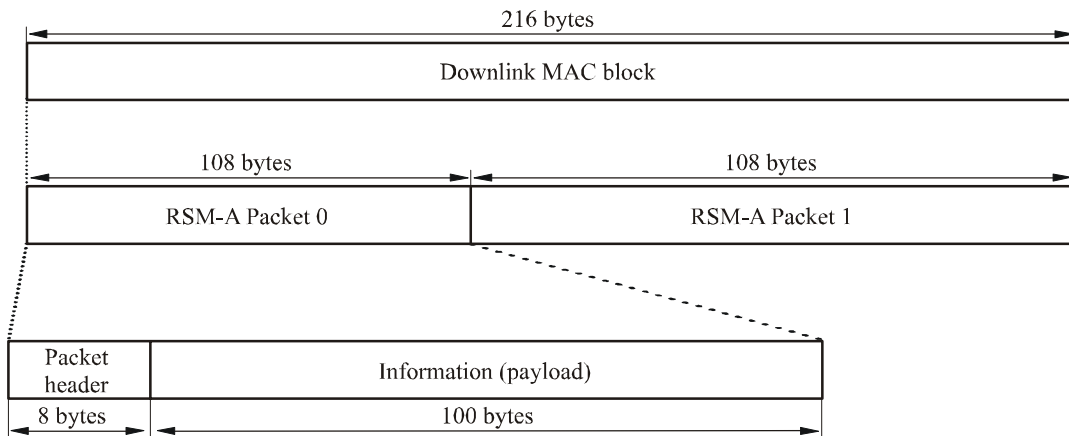 216 bytes
Downlink MAC block
108 bytes
108 bytes
RSM-A Packet 0
RSM-A Packet 1
Packet
header
Information (payload)
8 bytes
100 bytes